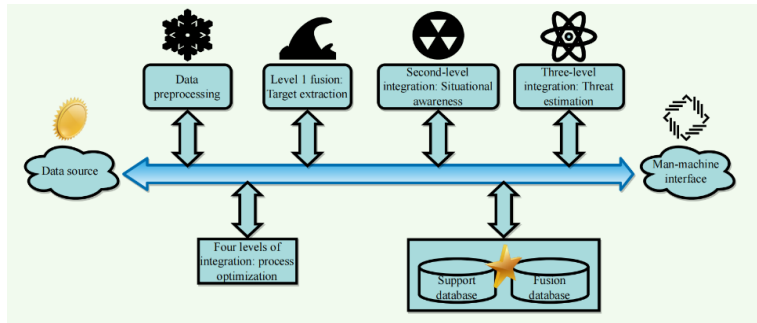 Data
preprocessing
Level 1 fusion:
Target extraction
Second-level
integration: Situational
awareness
Three-level
integration: Threat
estimation
Data source
Man-machine
interface
Four levels of
integration: process
optimization
Support
database
Fusion
database